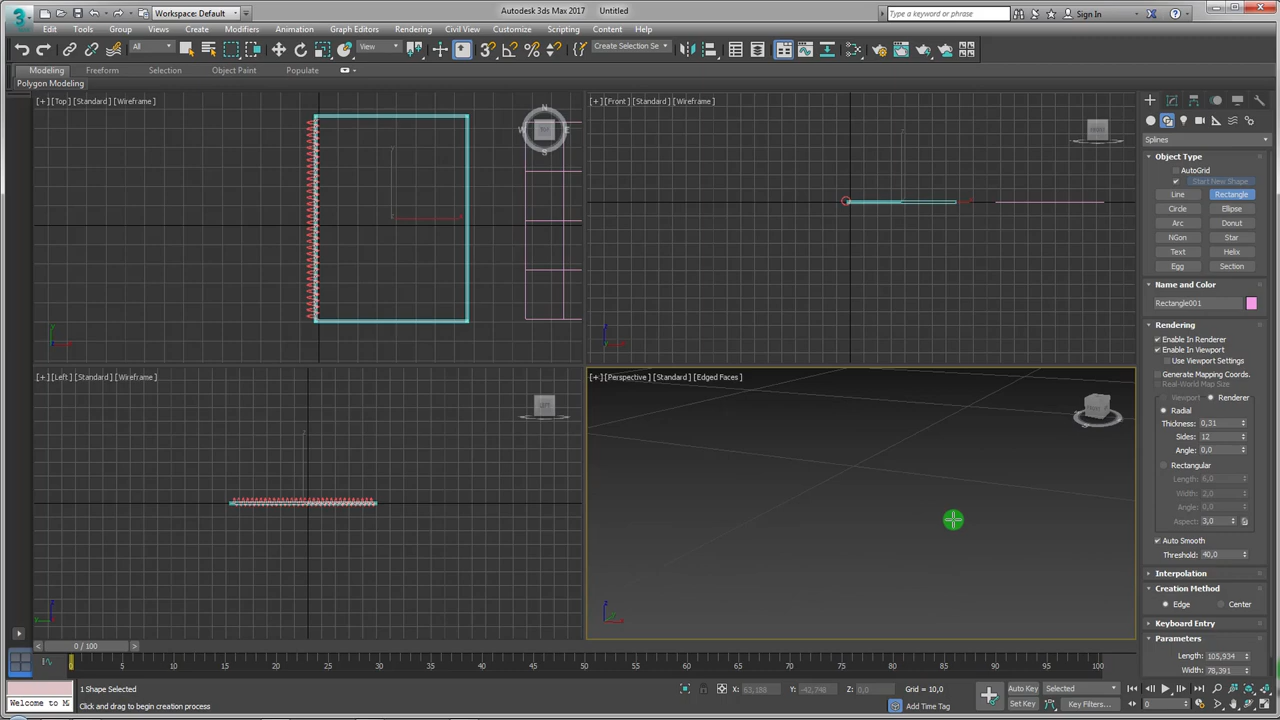 Workspace: Default
Autodesk 3ds Max 2017 Untitled
Type a keyword or phrase
Sign In
Edit Tools Group Views Create Modifiers Animation Graph Editors Rendering Civil View Customize Scripting Content Help
All
View
Create Selection Se
Modeling Freeform Selection Object Paint Populate
Polygon Modeling
[+] [Top] [Standard] [Wireframe]
[+] [Front] [Standard] [Wireframe]
N
W E
S
Splines
Object Type
AutoGrid
Start New Shape
Line Rectangle
Circle Ellipse
Arc Donut
NGon Star
Text Helix
Egg Section
Name and Color
Rectangle001
Rendering
Enable In Renderer
Enable In Viewport
Use Viewport Settings
Generate Mapping Coords.
Real-World Map Size
Viewport Renderer
Radial
Thickness: 0,31
Sides: 12
Angle: 0,0
Rectangular
Length: 6,0
Width: 2,0
Angle: 0,0
Aspect: 3,0
Auto Smooth
Threshold: 40,0
Interpolation
Creation Method
Edge Center
Keyboard Entry
Parameters
Length: 105,934
Width: 78,391
[+] [Left] [Standard] [Wireframe]
[+] [Perspective] [Standard] [Edged Faces]
0 / 100
0 5 10 15 20 25 30 35 40 45 50 55 60 65 70 75 80 85 90 95 100
1 Shape Selected
X: 63,188 Y: -42,748 Z: 0,0
Grid = 10,0
Auto Key Selected
Welcome to M
Click and drag to begin creation process
Add Time Tag
Set Key Key Filters...
0